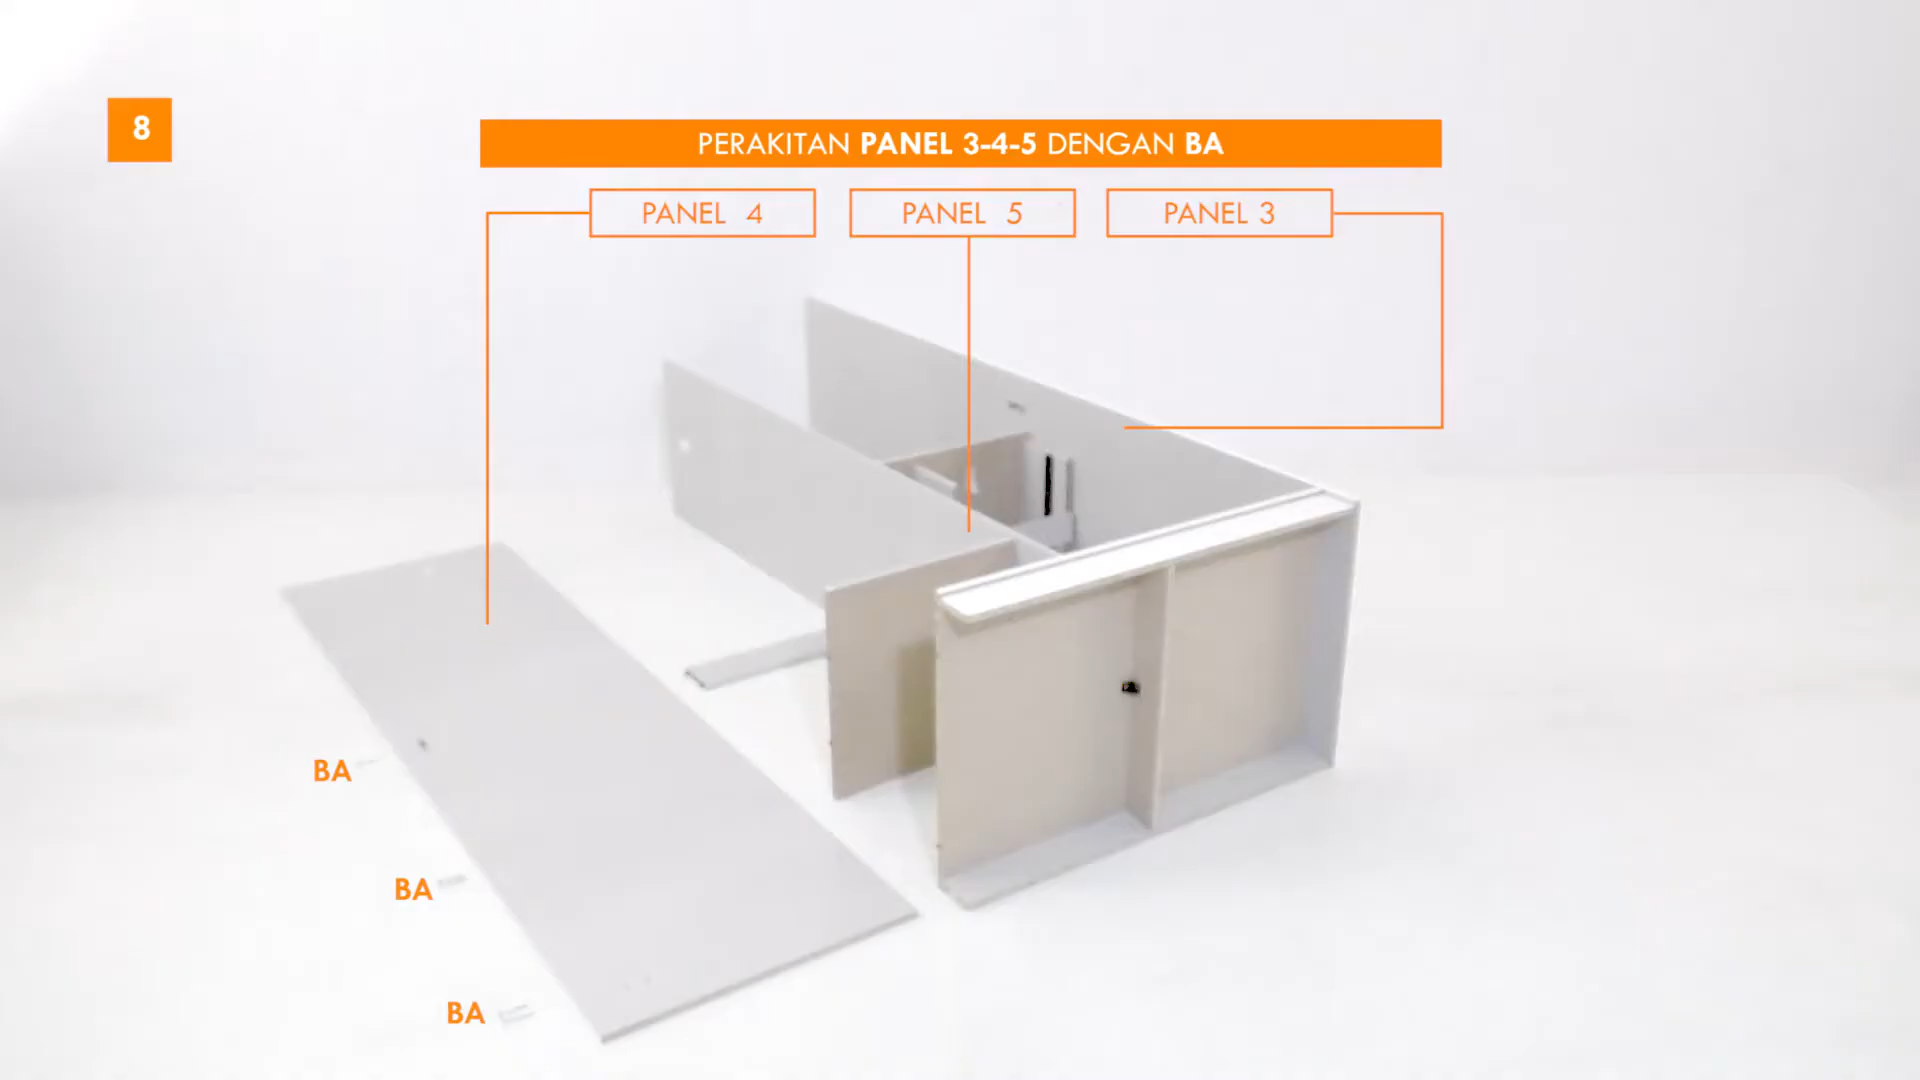 8
PERAKITAN PANEL 3-4-5 DENGAN BA
PANEL 4
PANEL 5
PANEL 3
BA
BA
BA